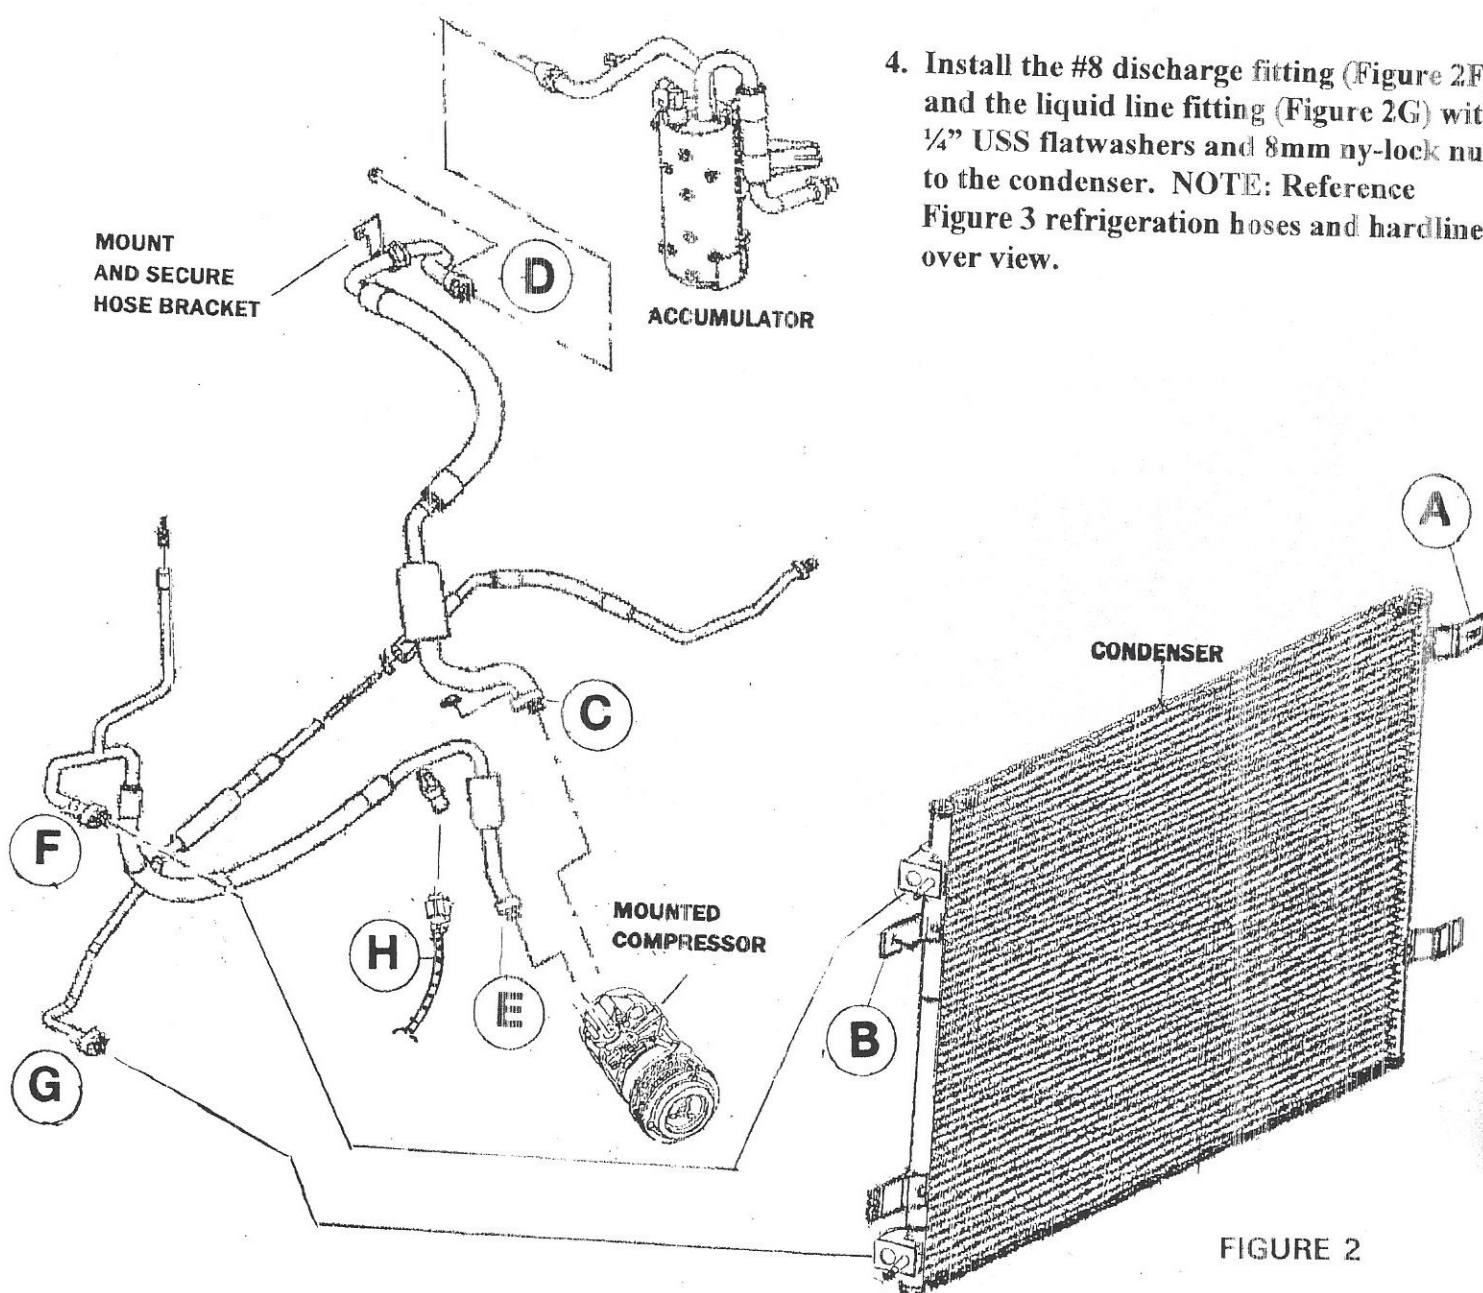 4. Install the #8 discharge fitting (Figure 2F
and the liquid line fitting (Figure 2G) wit
¼” USS flatwashers and 8mm ny-lock nu
to the condenser. NOTE: Reference
Figure 3 refrigeration hoses and hardline
over view.
MOUNT
AND SECURE
HOSE BRACKET
D
ACCUMULATOR
A
CONDENSER
C
F
MOUNTED
COMPRESSOR
H
E
B
G
FIGURE 2